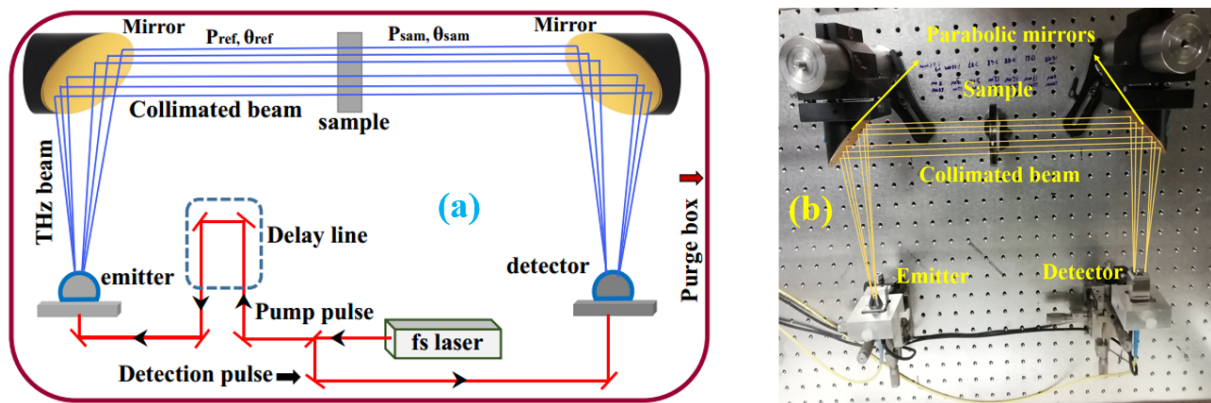 Mirror
Pref, θref
Psam, θsam
Mirror
Collimated beam
sample
THz beam
(a)
Delay line
emitter
detector
Purge box
Pump pulse
fs laser
Detection pulse
Parabolic mirrors
Sample
Collimated beam
(b)
Emitter
Detector